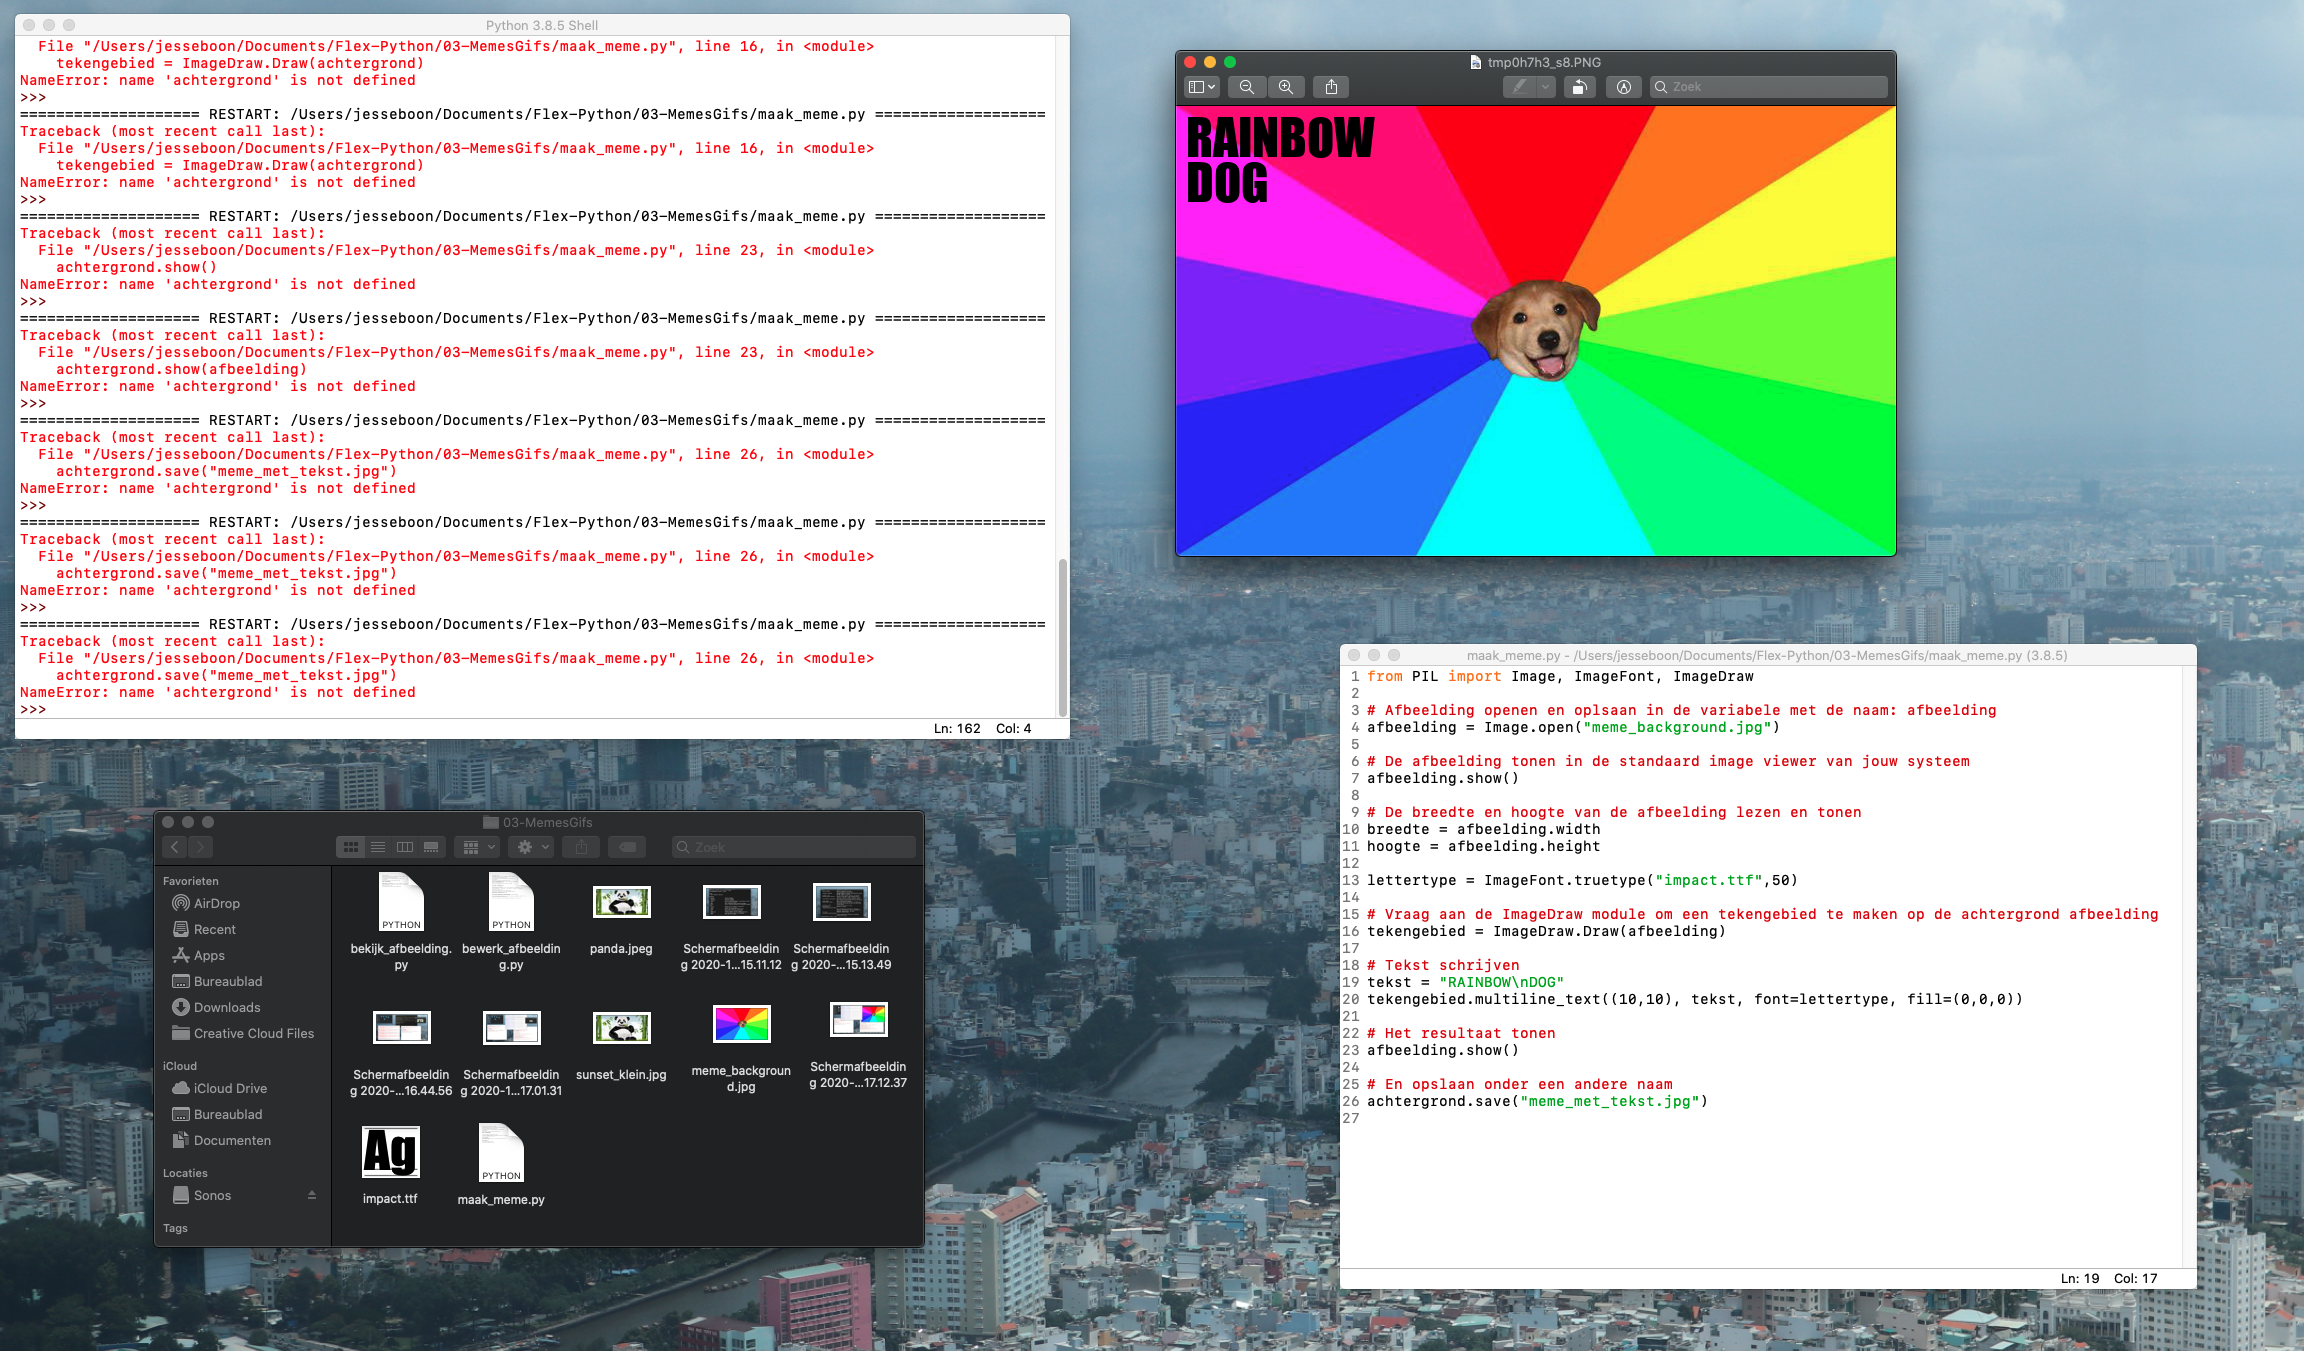 Python 3.8.5 Shell
File "/Users/jesseboon/Documents/Flex-Python/03-MemesGifs/maak_meme.py", line 16, in <module>
tekengebied = ImageDraw.Draw(achtergrond)
NameError: name 'achtergrond' is not defined
>>>
==================== RESTART: /Users/jesseboon/Documents/Flex-Python/03-MemesGifs/maak_meme.py ===================
Traceback (most recent call last):
File "/Users/jesseboon/Documents/Flex-Python/03-MemesGifs/maak_meme.py", line 16, in <module>
tekengebied = ImageDraw.Draw(achtergrond)
NameError: name 'achtergrond' is not defined
>>>
==================== RESTART: /Users/jesseboon/Documents/Flex-Python/03-MemesGifs/maak_meme.py ===================
Traceback (most recent call last):
File "/Users/jesseboon/Documents/Flex-Python/03-MemesGifs/maak_meme.py", line 23, in <module>
achtergrond.show()
NameError: name 'achtergrond' is not defined
>>>
==================== RESTART: /Users/jesseboon/Documents/Flex-Python/03-MemesGifs/maak_meme.py ===================
Traceback (most recent call last):
File "/Users/jesseboon/Documents/Flex-Python/03-MemesGifs/maak_meme.py", line 23, in <module>
achtergrond.show(afbeelding)
NameError: name 'achtergrond' is not defined
>>>
==================== RESTART: /Users/jesseboon/Documents/Flex-Python/03-MemesGifs/maak_meme.py ===================
Traceback (most recent call last):
File "/Users/jesseboon/Documents/Flex-Python/03-MemesGifs/maak_meme.py", line 26, in <module>
achtergrond.save("meme_met_tekst.jpg")
NameError: name 'achtergrond' is not defined
>>>
==================== RESTART: /Users/jesseboon/Documents/Flex-Python/03-MemesGifs/maak_meme.py ===================
Traceback (most recent call last):
File "/Users/jesseboon/Documents/Flex-Python/03-MemesGifs/maak_meme.py", line 26, in <module>
achtergrond.save("meme_met_tekst.jpg")
NameError: name 'achtergrond' is not defined
>>>
==================== RESTART: /Users/jesseboon/Documents/Flex-Python/03-MemesGifs/maak_meme.py ===================
Traceback (most recent call last):
File "/Users/jesseboon/Documents/Flex-Python/03-MemesGifs/maak_meme.py", line 26, in <module>
achtergrond.save("meme_met_tekst.jpg")
NameError: name 'achtergrond' is not defined
>>>
Ln: 162 Col: 4
tmp0h7h3_s8.PNG
Zoek
RAINBOW
DOG
03-MemesGifs
Zoek
Favorieten
AirDrop
Recent
Apps
Bureaublad
Downloads
Creative Cloud Files
iCloud
iCloud Drive
Bureaublad
Documenten
Locaties
Sonos
Tags
PYTHON
bekijk_afbeelding.
py
PYTHON
bewerk_afbeeldin
g.py
panda.jpeg
Schermafbeeldin
g 2020-1...15.11.12
Schermafbeeldin
g 2020-...15.13.49
Schermafbeeldin
g 2020-...16.44.56
Schermafbeeldin
g 2020-1...17.01.31
sunset_klein.jpg
meme_backgroun
d.jpg
Schermafbeeldin
g 2020-...17.12.37
Ag
impact.ttf
PYTHON
maak_meme.py
maak_meme.py - /Users/jesseboon/Documents/Flex-Python/03-MemesGifs/maak_meme.py (3.8.5)
1 from PIL import Image, ImageFont, ImageDraw
2
3 # Afbeelding openen en oplsaan in de variabele met de naam: afbeelding
4 afbeelding = Image.open("meme_background.jpg")
5
6 # De afbeelding tonen in de standaard image viewer van jouw systeem
7 afbeelding.show()
8
9 # De breedte en hoogte van de afbeelding lezen en tonen
10 breedte = afbeelding.width
11 hoogte = afbeelding.height
12
13 lettertype = ImageFont.truetype("impact.ttf",50)
14
15 # Vraag aan de ImageDraw module om een tekengebied te maken op de achtergrond afbeelding
16 tekengebied = ImageDraw.Draw(afbeelding)
17
18 # Tekst schrijven
19 tekst = "RAINBOW\nDOG"
20 tekengebied.multiline_text((10,10), tekst, font=lettertype, fill=(0,0,0))
21
22 # Het resultaat tonen
23 afbeelding.show()
24
25 # En opslaan onder een andere naam
26 achtergrond.save("meme_met_tekst.jpg")
27
Ln: 19 Col: 17